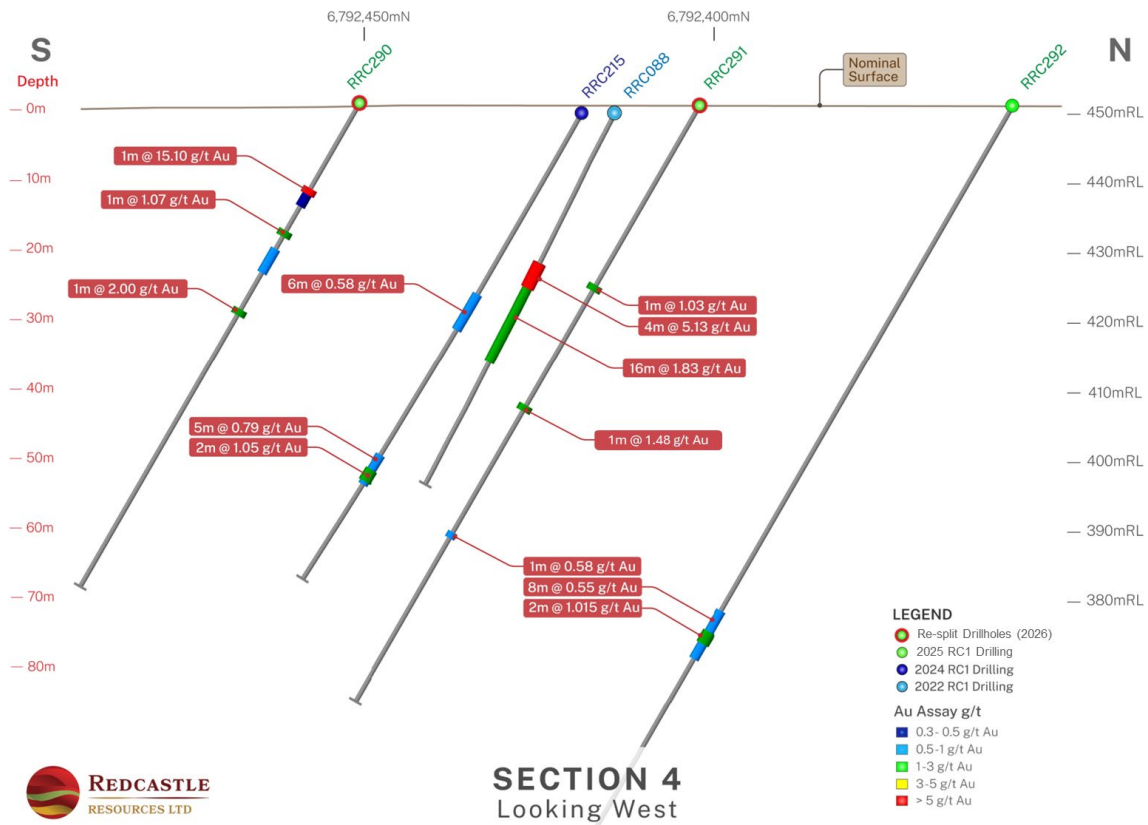 6,792,450mN
6,792,400mN
S
N
Depth
RRC290
RRC215
RRC088
RRC291
RRC292
Nominal
Surface
0m
10m
20m
30m
40m
50m
60m
70m
80m
450mRL
440mRL
430mRL
420mRL
410mRL
400mRL
390mRL
380mRL
1m @ 15.10 g/t Au
1m @ 1.07 g/t Au
1m @ 2.00 g/t Au
6m @ 0.58 g/t Au
5m @ 0.79 g/t Au
2m @ 1.05 g/t Au
1m @ 1.03 g/t Au
4m @ 5.13 g/t Au
16m @ 1.83 g/t Au
1m @ 1.48 g/t Au
1m @ 0.58 g/t Au
8m @ 0.55 g/t Au
2m @ 1.015 g/t Au
LEGEND
Re-split Drillholes (2026)
2025 RC1 Drilling
2024 RC1 Drilling
2022 RC1 Drilling
Au Assay g/t
0.3- 0.5 g/t Au
0.5-1 g/t Au
1-3 g/t Au
3-5 g/t Au
> 5 g/t Au
REDCASTLE
RESOURCES LTD
SECTION 4
Looking West